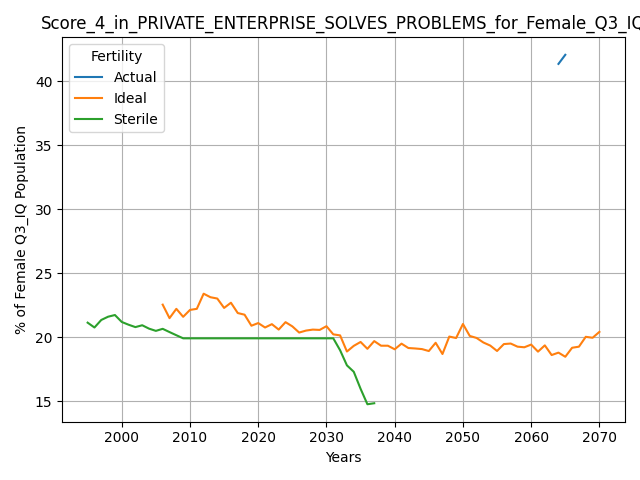 Score_4_in_PRIVATE_ENTERPRISE_SOLVES_PROBLEMS_for_Female_Q3_IQ
Fertility
Actual
Ideal
Sterile
% of Female Q3_IQ Population
40
35
30
25
20
15
2000 2010 2020 2030 2040 2050 2060 2070
Years